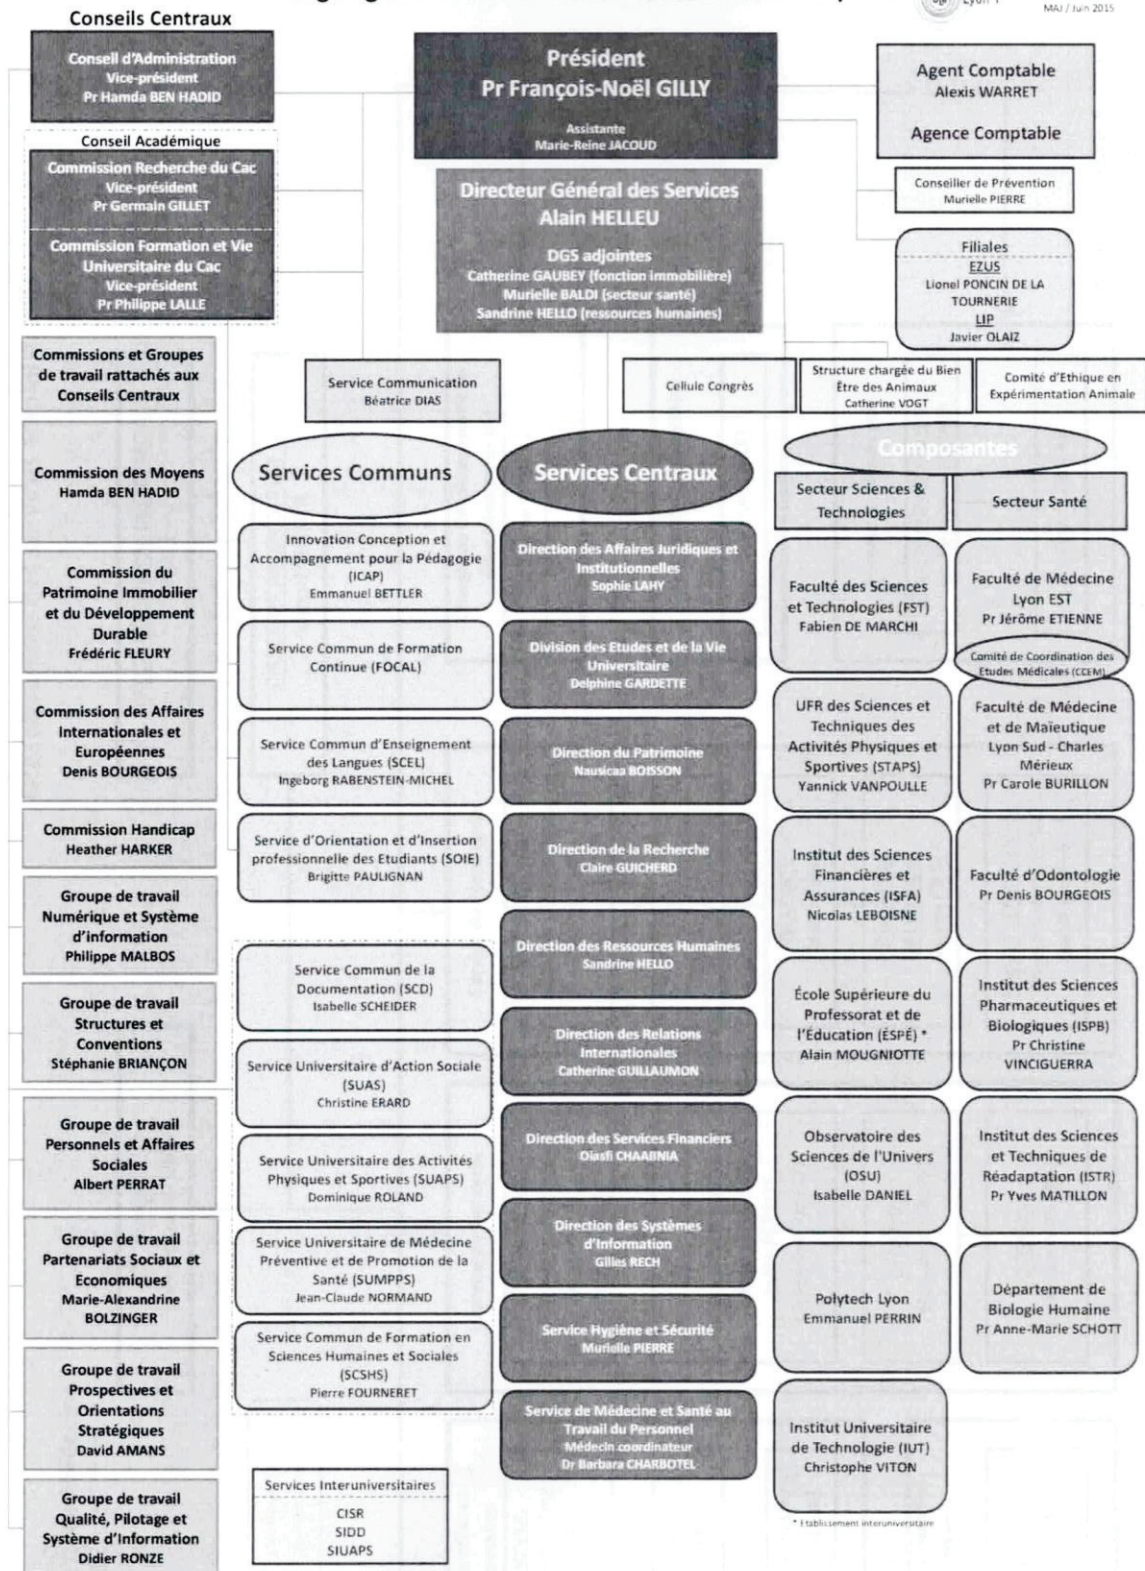 Lyon 1
MAJ / Juin 2015
Conseils Centraux
Conseil d'Administration
Vice-président
Pr Hamda BEN HADID
Conseil Académique
Commission Recherche du Cac
Vice-président
Pr Germain GILLET
Commission Formation et Vie
Universitaire du Cac
Vice-président
Pr Philippe LALLE
Président
Pr François-Noël GILLY
Assistante
Marie-Reine JACOUD
Directeur Général des Services
Alain HELLEU
DGS adjointes
Catherine GAUBEY (fonction immobilière)
Murielle BALDI (secteur santé)
Sandrine HELLO (ressources humaines)
Agent Comptable
Alexis WARRET
Agence Comptable
Conseiller de Prévention
Murielle PIERRE
Filiales
EZUS
Lionel PONCIN DE LA
TOURNERIE
LIP
Javier OLAIZ
Service Communication
Béatrice DIAS
Cellule Congrès
Structure chargée du Bien
Être des Animaux
Catherine VOGT
Comité d'Ethique en
Expérimentation Animale
Commissions et Groupes
de travail rattachés aux
Conseils Centraux
Commission des Moyens
Hamda BEN HADID
Commission du
Patrimoine Immobilier
et du Développement
Durable
Frédéric FLEURY
Commission des Affaires
Internationales et
Européennes
Denis BOURGEOIS
Commission Handicap
Heather HARKER
Groupe de travail
Numérique et Système
d'information
Philippe MALBOS
Groupe de travail
Structures et
Conventions
Stéphanie BRIANÇON
Groupe de travail
Personnels et Affaires
Sociales
Albert PERRAT
Groupe de travail
Partenariats Sociaux et
Economiques
Marie-Alexandrine
BOLZINGER
Groupe de travail
Prospectives et
Orientations
Stratégiques
David AMANS
Groupe de travail
Qualité, Pilotage et
Système d'Information
Didier RONZE
Services Communs
Innovation Conception et
Accompagnement pour la Pédagogie
(ICAP)
Emmanuel BETTLER
Service Commun de Formation
Continue (FOCAL)
Service Commun d'Enseignement
des Langues (SCEL)
Ingeborg RABENSTEIN-MICHEL
Service d'Orientation et d'Insertion
professionnelle des Etudiants (SOIE)
Brigitte PAULIGNAN
Service Commun de la
Documentation (SCD)
Isabelle SCHEIDER
Service Universitaire d'Action Sociale
(SUAS)
Christine ERARD
Service Universitaire des Activités
Physiques et Sportives (SUAPS)
Dominique ROLAND
Service Universitaire de Médecine
Préventive et de Promotion de la
Santé (SUMPPS)
Jean-Claude NORMAND
Service Commun de Formation en
Sciences Humaines et Sociales
(SCSHS)
Pierre FOURNERET
Services Interuniversitaires
CISR
SIDD
SIUAPS
Services Centraux
Direction des Affaires Juridiques et
Institutionnelles
Sophie LAHY
Division des Etudes et de la Vie
Universitaire
Delphine GARDETTE
Direction du Patrimoine
Nausicaa BOISSON
Direction de la Recherche
Claire GUICHERD
Direction des Ressources Humaines
Sandrine HELLO
Direction des Relations
Internationales
Catherine GUILLAUMON
Direction des Services Financiers
Olasfi CHAABNIA
Direction des Systèmes
d'Information
Gilles RECH
Service Hygiène et Sécurité
Murielle PIERRE
Service de Médecine et Santé au
Travail du Personnel
Médecin coordinateur
Dr Barbara CHARBOTEL
Composantes
Secteur Sciences &
Technologies
Faculté des Sciences
et Technologies (FST)
Fabien DE MARCHI
UFR des Sciences et
Techniques des
Activités Physiques et
Sportives (STAPS)
Yannick VANPOULLE
Institut des Sciences
Financières et
Assurances (ISFA)
Nicolas LEBOISNE
École Supérieure du
Professorat et de
l'Éducation (ÉSPÉ) *
Alain MOUGNIOTTE
Observatoire des
Sciences de l'Univers
(OSU)
Isabelle DANIEL
Polytech Lyon
Emmanuel PERRIN
Institut Universitaire
de Technologie (IUT)
Christophe VITON
* Etablissement interuniversitaire
Secteur Santé
Faculté de Médecine
Lyon EST
Pr Jérôme ETIENNE
Comité de Coordination des
Etudes Médicales (CCEM)
Faculté de Médecine
et de Maïeutique
Lyon Sud - Charles
Mérieux
Pr Carole BURILLON
Faculté d'Odontologie
Pr Denis BOURGEOIS
Institut des Sciences
Pharmaceutiques et
Biologiques (ISPB)
Pr Christine
VINCIGUERRA
Institut des Sciences
et Techniques de
Réadaptation (ISTR)
Pr Yves MATILLON
Département de
Biologie Humaine
Pr Anne-Marie SCHOTT